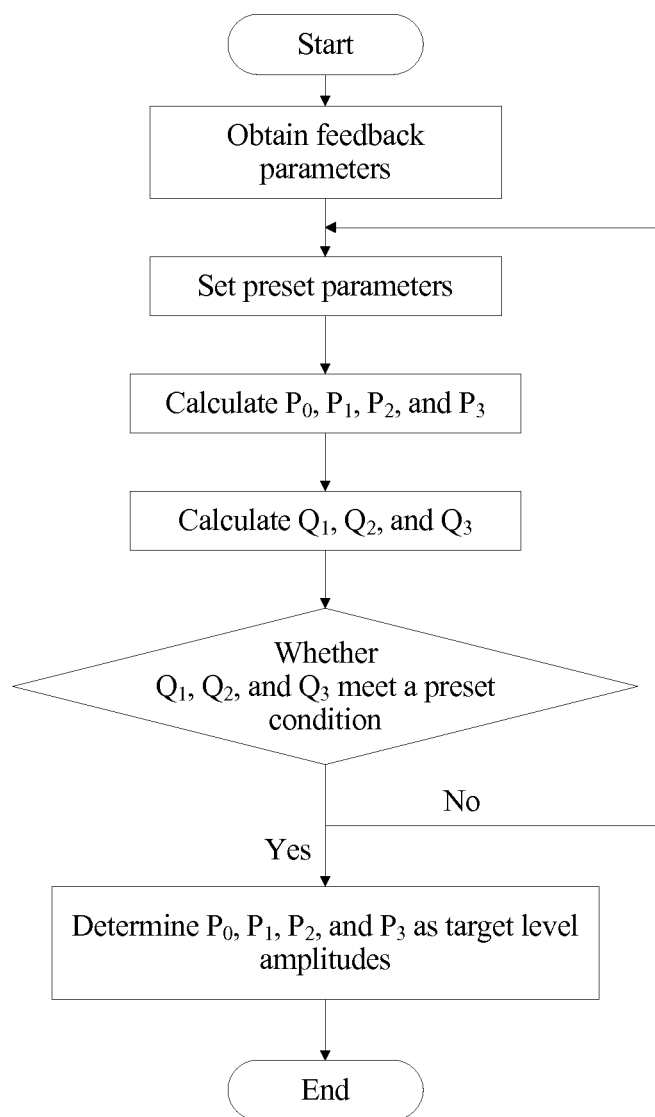 Start
Obtain feedback
parameters
Set preset parameters
Calculate P₀, P₁, P₂, and P₃
Calculate Q₁, Q₂, and Q₃
Whether
Q₁, Q₂, and Q₃ meet a preset
condition
No
Yes
Determine P₀, P₁, P₂, and P₃ as target level
amplitudes
End